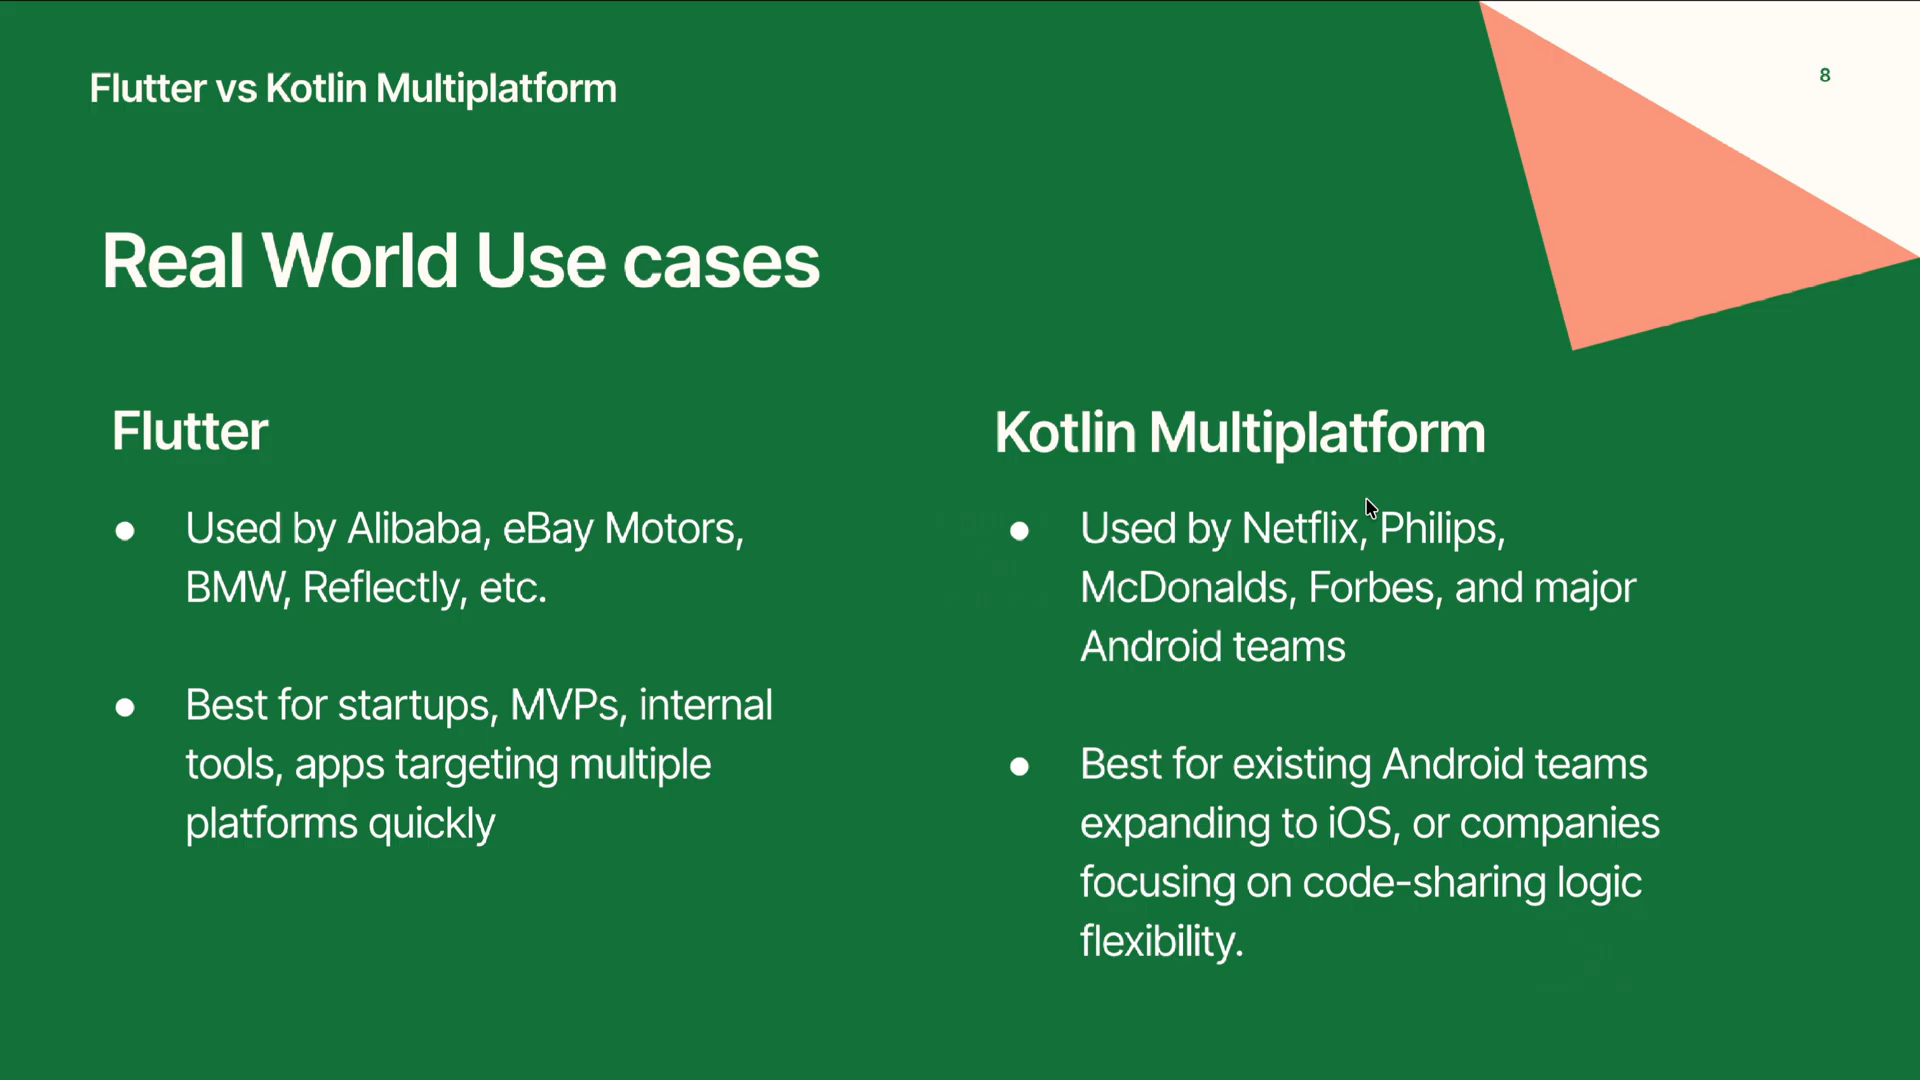 Flutter vs Kotlin Multiplatform
8
Real World Use cases
Flutter
● Used by Alibaba, eBay Motors,
BMW, Reflectly, etc.
● Best for startups, MVPs, internal
tools, apps targeting multiple
platforms quickly
Kotlin Multiplatform
● Used by Netflix, Philips,
McDonalds, Forbes, and major
Android teams
● Best for existing Android teams
expanding to iOS, or companies
focusing on code-sharing logic
flexibility.